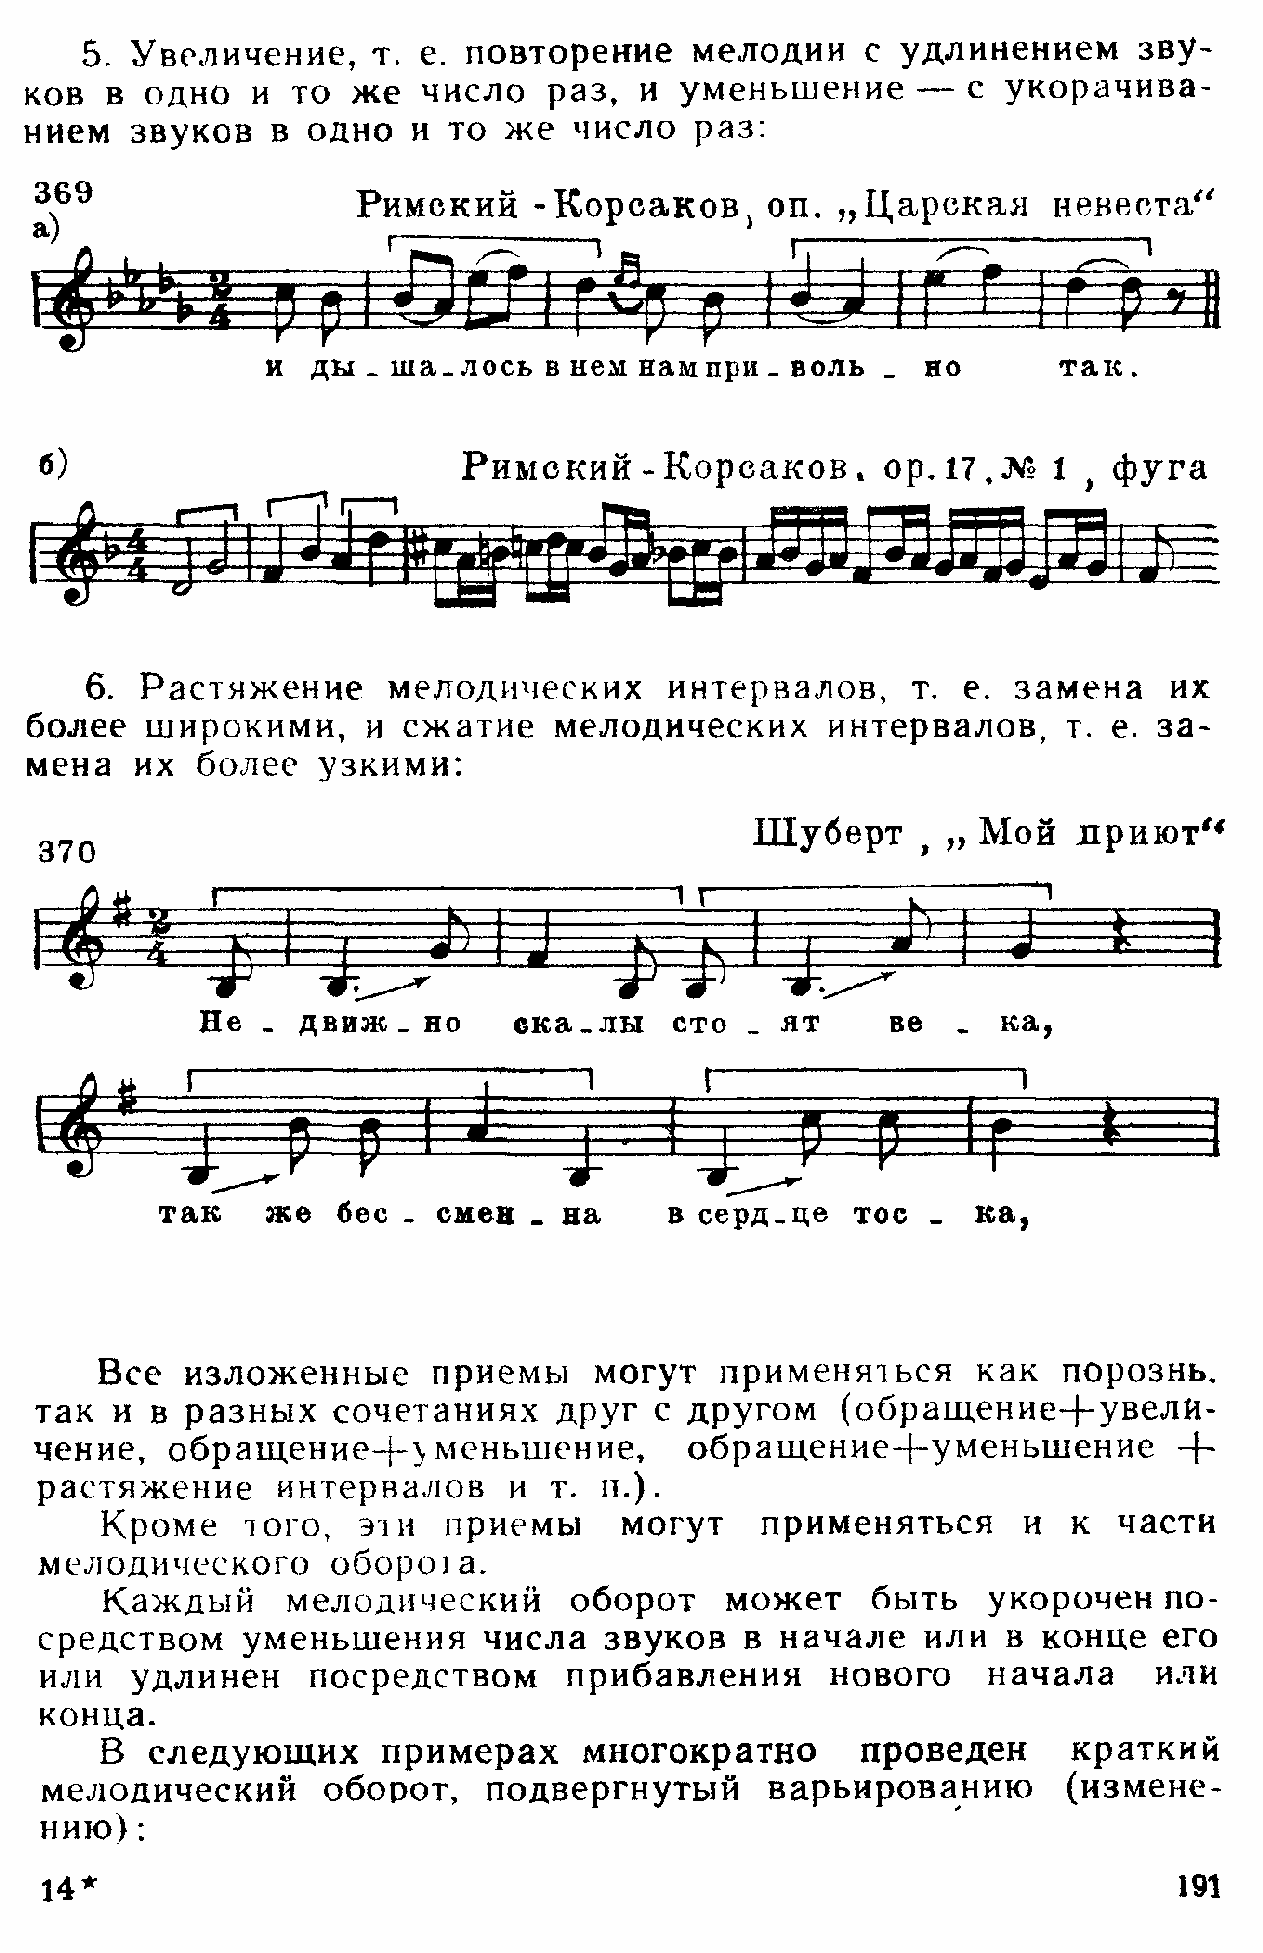 5. Увеличение, т. е. повторение мелодии с удлинением зву-
ков в одно и то же число раз, и уменьшение — с укорачива-
нием звуков в одно и то же число раз:
369
Римский-Корсаков, оп. „Царская невеста“
а)
2
4
и ды - ша - лось в нем нам при - воль - но так.
б) Римский-Корсаков, ор. 17, № 1, фуга
4
4
6. Растяжение мелодических интервалов, т. е. замена их
более широкими, и сжатие мелодических интервалов, т. е. за-
мена их более узкими:
Шуберт, „Мой приют“
370
2
4
Не - движ - но ска - лы сто - ят ве - ка,
так же бес - смен - на в серд - це тос - ка,
Все изложенные приемы могут применяться как порознь.
так и в разных сочетаниях друг с другом (обращение+увели-
чение, обращение+уменьшение, обращение+уменьшение +
растяжение интервалов и т. п.).
Кроме того, эти приемы могут применяться и к части
мелодического оборота.
Каждый мелодический оборот может быть укорочен по-
средством уменьшения числа звуков в начале или в конце его
или удлинен посредством прибавления нового начала или
конца.
В следующих примерах многократно проведен краткий
мелодический оборот, подвергнутый варьированию (измене-
нию):
14* 191